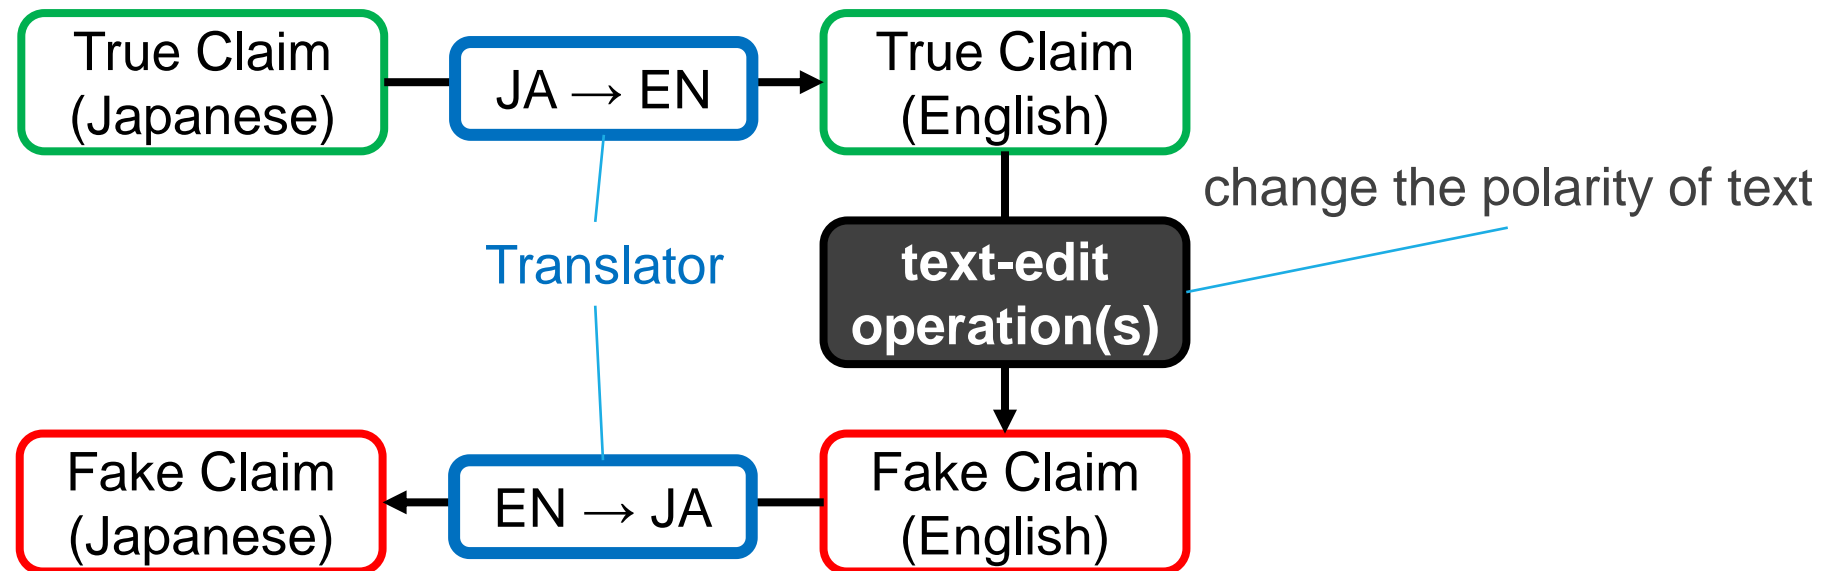 True Claim
(Japanese)
JA → EN
True Claim
(English)
change the polarity of text
Translator
text-edit
operation(s)
Fake Claim
(Japanese)
EN → JA
Fake Claim
(English)